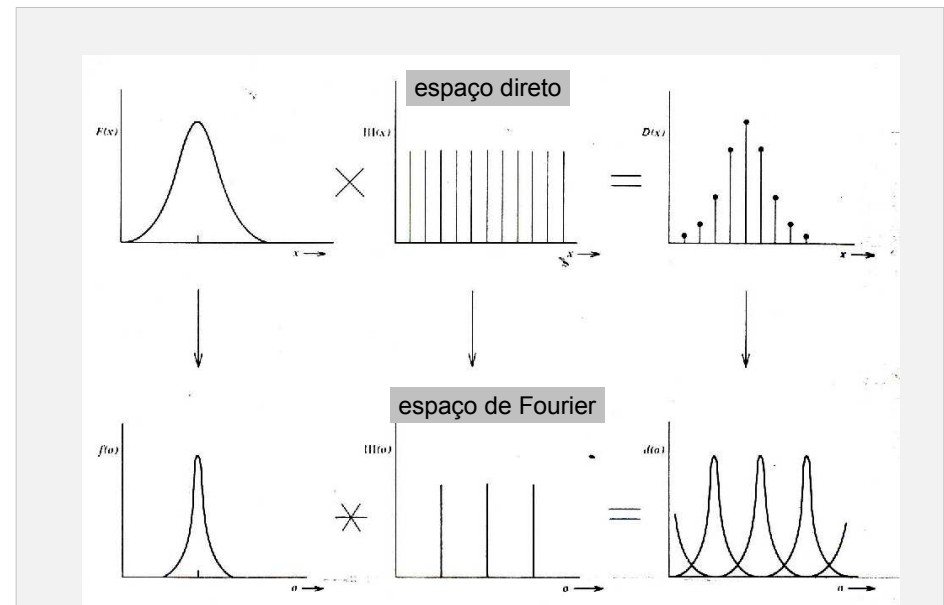 espaço direto
F(x)
III(x)
D(x)
x
x
x
espaço de Fourier
f(σ)
III(σ)
d(σ)
σ
σ
σ